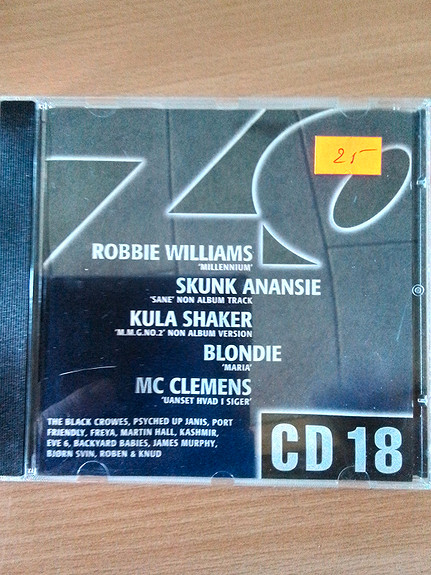 25-
ROBBIE WILLIAMS
'MILLENNIUM'
SKUNK ANANSIE
'SANE' NON ALBUM TRACK
KULA SHAKER
'M.M.G.NO.2' NON ALBUM VERSION
BLONDIE
'MARIA'
MC CLEMENS
'UANSET HVAD I SIGER'
THE BLACK CROWES, PSYCHED UP JANIS, PORT
FRIENDLY, FREYA, MARTIN HALL, KASHMIR,
EVE 6, BACKYARD BABIES, JAMES MURPHY,
BJØRN SVIN, ROBEN & KNUD
CD 18